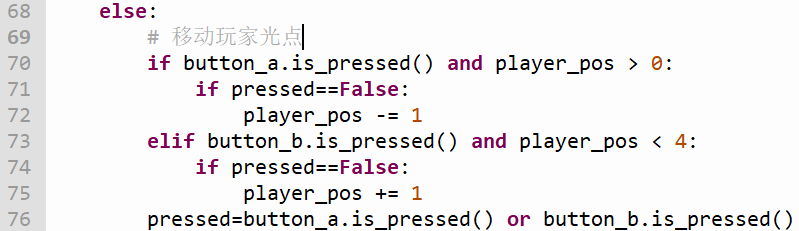 68 else:
69 # 移动玩家光点
70 if button_a.is_pressed() and player_pos > 0:
71 if pressed==False:
72 player_pos -= 1
73 elif button_b.is_pressed() and player_pos < 4:
74 if pressed==False:
75 player_pos += 1
76 pressed=button_a.is_pressed() or button_b.is_pressed()